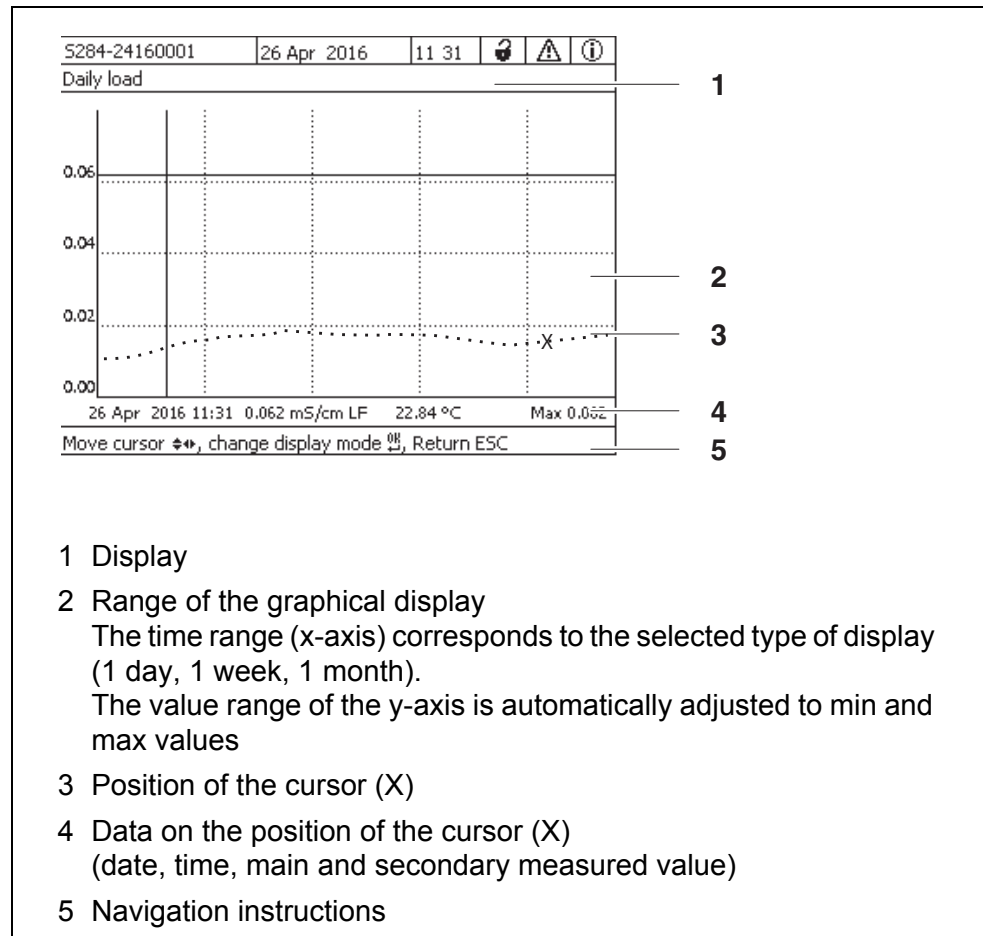 S284-24160001 26 Apr 2016 11 31
Daily load
1
0.06
0.04
2
0.02
3
X
0.00
26 Apr 2016 11:31 0.062 mS/cm LF 22.84 °C Max 0.062
4
Move cursor, change display mode OK, Return ESC
5
1 Display
2 Range of the graphical display
The time range (x-axis) corresponds to the selected type of display
(1 day, 1 week, 1 month).
The value range of the y-axis is automatically adjusted to min and
max values
3 Position of the cursor (X)
4 Data on the position of the cursor (X)
(date, time, main and secondary measured value)
5 Navigation instructions